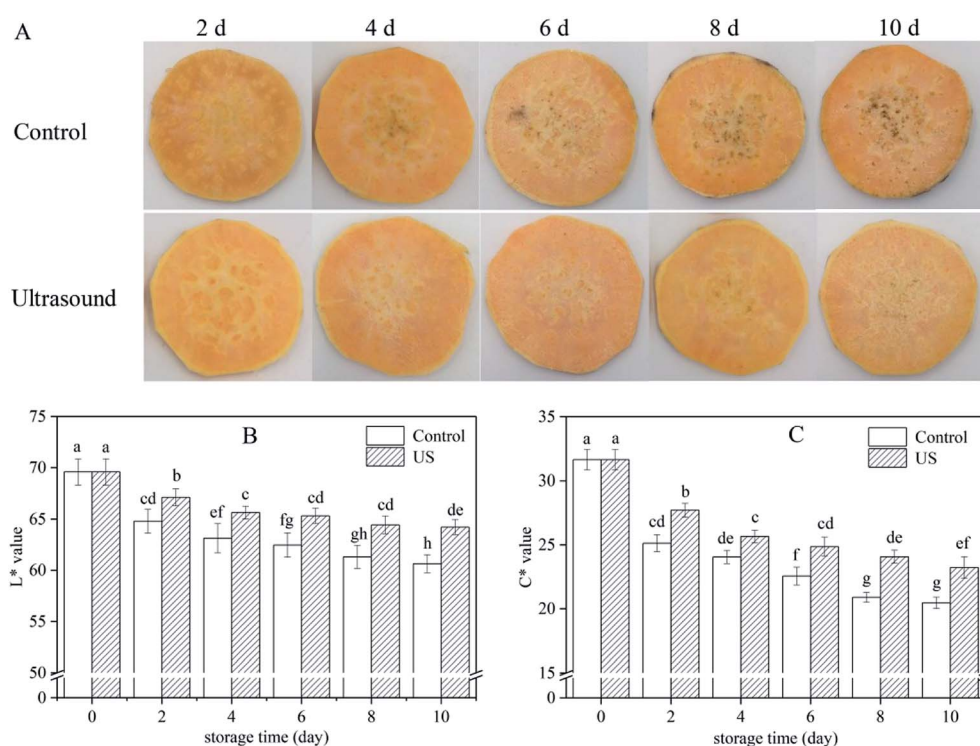 A
2 d 4 d 6 d 8 d 10 d
Control
Ultrasound
75
70
65
60
55
50
0
L* value
B
Control
US
a a
cd b
ef c
fg cd
gh cd
h de
0 2 4 6 8 10
storage time (day)
35
30
25
20
15
0
C* value
C
Control
US
a a
cd b
de c
f cd
g de
g ef
0 2 4 6 8 10
storage time (day)